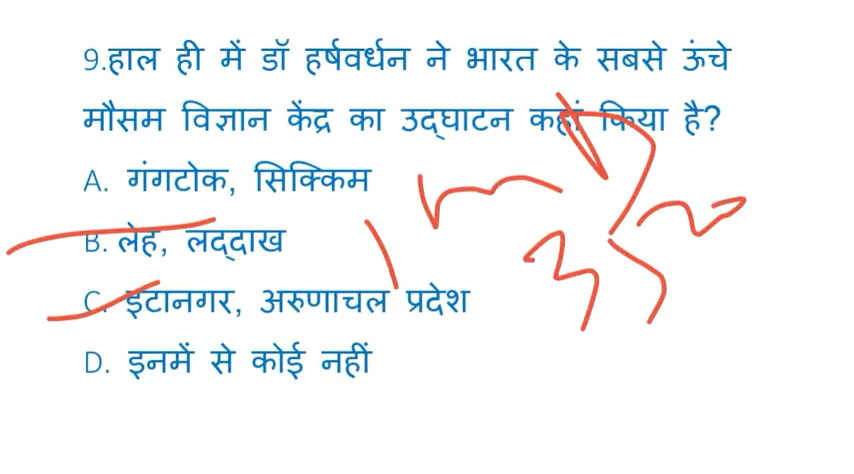 9.हाल ही में डॉ हर्षवर्धन ने भारत के सबसे ऊंचे
मौसम विज्ञान केंद्र का उद्घाटन कहां किया है?
A. गंगटोक, सिक्किम
B. लेह, लद्दाख
C. इटानगर, अरुणाचल प्रदेश
D. इनमें से कोई नहीं